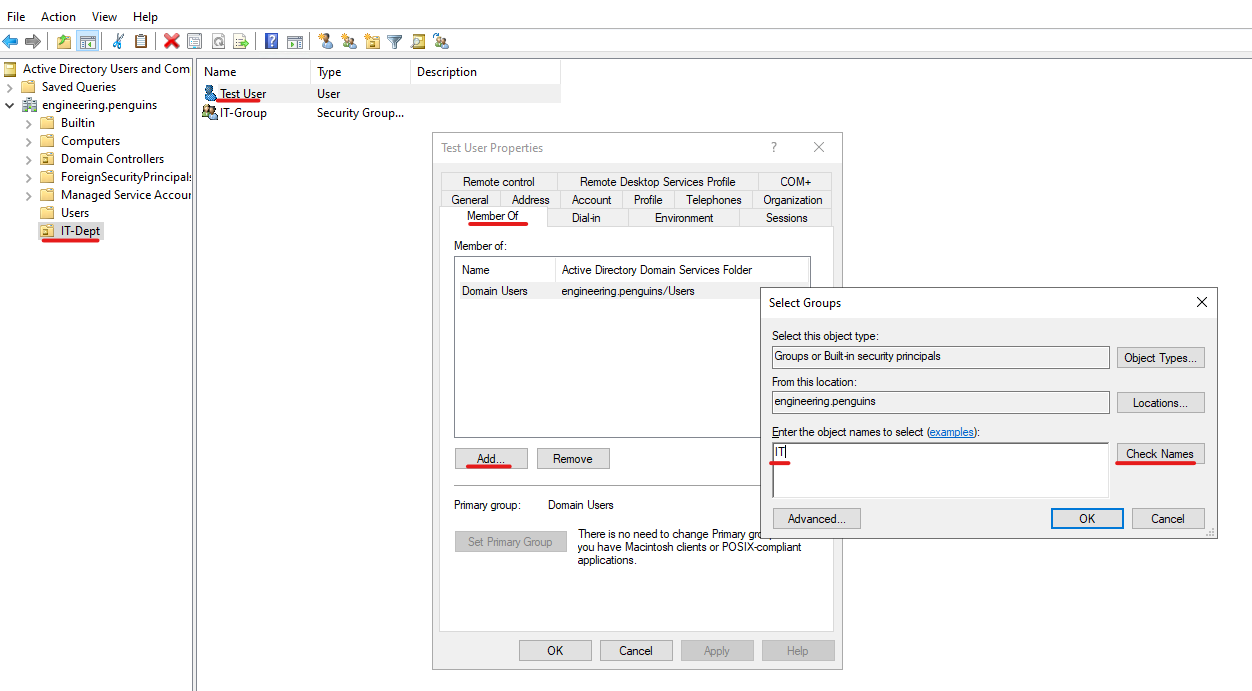 File Action View Help
Active Directory Users and Com
Saved Queries
engineering.penguins
Builtin
Computers
Domain Controllers
ForeignSecurityPrincipals
Managed Service Accour
Users
IT-Dept
Name Type Description
Test User User
IT-Group Security Group...
Test User Properties ?
Remote control Remote Desktop Services Profile COM+
General Address Account Profile Telephones Organization
Member Of Dial-in Environment Sessions
Member of:
Name Active Directory Domain Services Folder
Domain Users engineering.penguins/Users
Add... Remove
Primary group: Domain Users
Set Primary Group
There is no need to change Primary
you have Macintosh clients or POSIX-compliant
applications.
OK Cancel Apply Help
Select Groups
Select this object type:
Groups or Built-in security principals Object Types...
From this location:
engineering.penguins Locations...
Enter the object names to select (examples):
IT Check Names
Advanced... OK Cancel